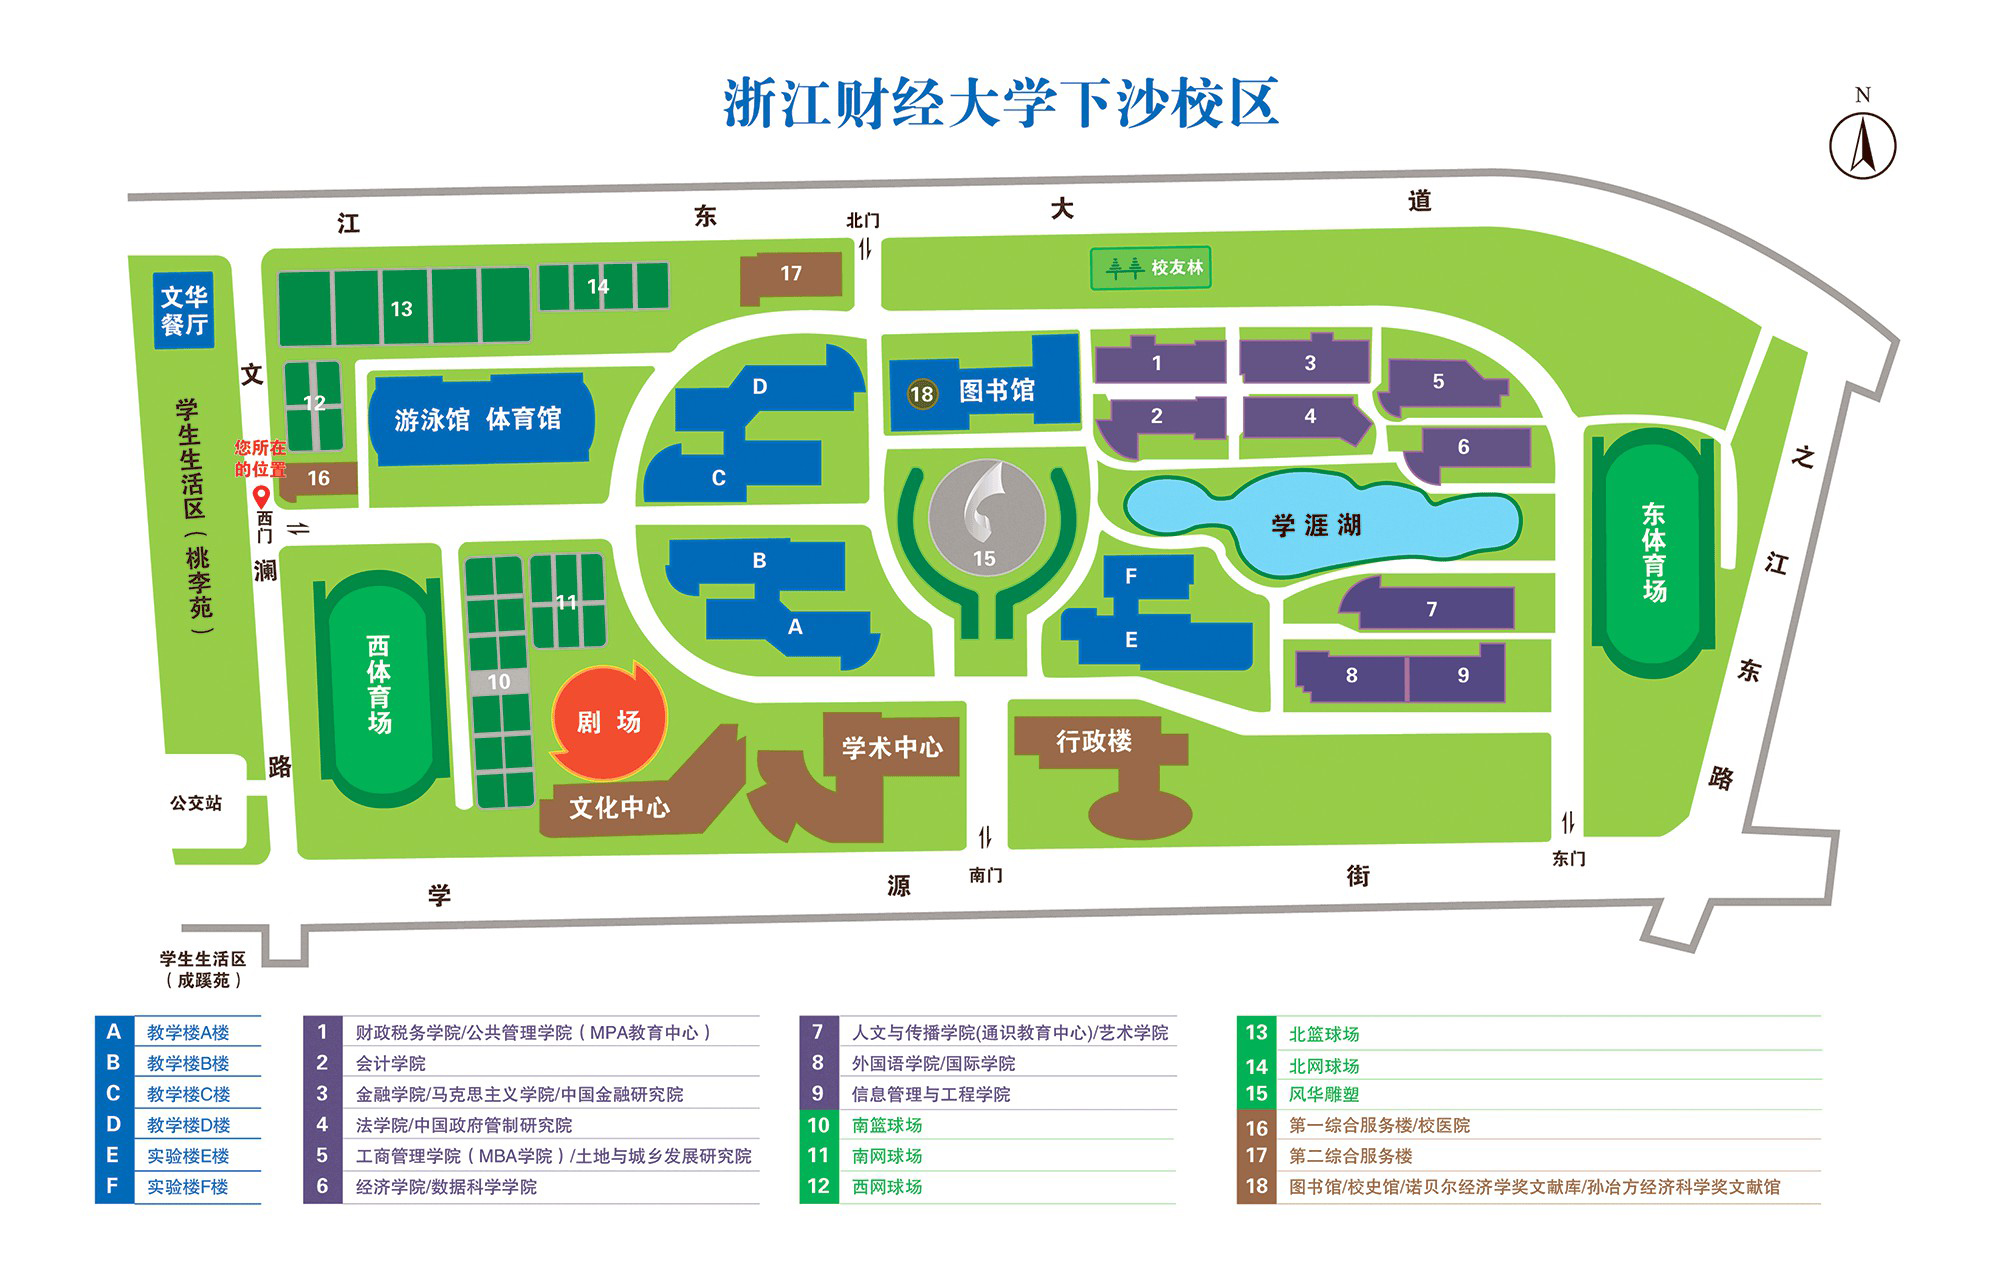 浙江财经大学下沙校区
N
江东大道
北门
校友林
文华
餐厅
13
14
17
文澜路
12
游泳馆 体育馆
D
C
18
图书馆
1
3
5
2
4
6
您所在
的位置
16
西门
学生生活区（桃李苑）
15
学涯湖
东体育场
之江东路
B
A
F
E
7
8
9
西体育场
11
10
剧场
文化中心
学术中心
行政楼
公交站
南门
东门
学源街
学生生活区
（成蹊苑）
A 教学楼A楼
B 教学楼B楼
C 教学楼C楼
D 教学楼D楼
E 实验楼E楼
F 实验楼F楼
1 财政税务学院/公共管理学院（MPA教育中心）
2 会计学院
3 金融学院/马克思主义学院/中国金融研究院
4 法学院/中国政府管制研究院
5 工商管理学院（MBA学院）/土地与城乡发展研究院
6 经济学院/数据科学学院
7 人文与传播学院(通识教育中心)/艺术学院
8 外国语学院/国际学院
9 信息管理与工程学院
10 南篮球场
11 南网球场
12 西网球场
13 北篮球场
14 北网球场
15 风华雕塑
16 第一综合服务楼/校医院
17 第二综合服务楼
18 图书馆/校史馆/诺贝尔经济学奖文献库/孙冶方经济科学奖文献馆